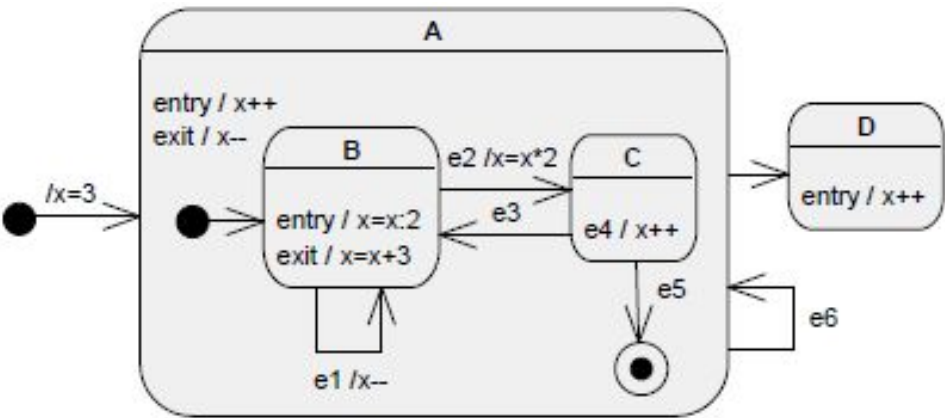 A
entry / x++
exit / x--
/x=3
B
entry / x=x:2
exit / x=x+3
e1 /x--
e2 /x=x*2
e3
C
e4 / x++
e5
D
entry / x++
e6